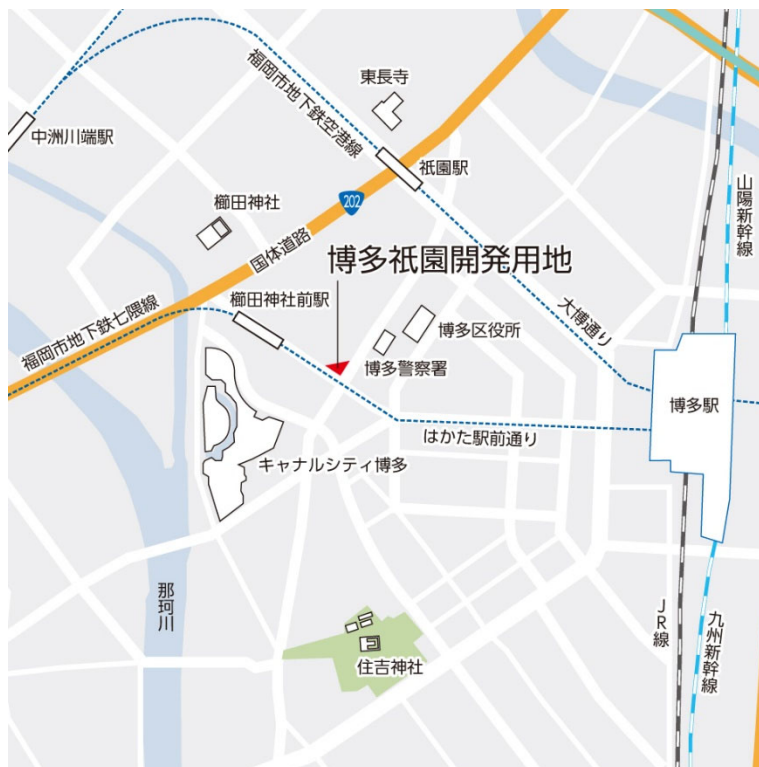 東長寺
福岡市地下鉄空港線
中洲川端駅
祇園駅
山陽新幹線
櫛田神社
202
国体道路
博多祇園開発用地
櫛田神社前駅
福岡市地下鉄七隈線
博多区役所
大博通り
博多警察署
博多駅
はかた駅前通り
キャナルシティ博多
那珂川
JR線
九州新幹線
住吉神社